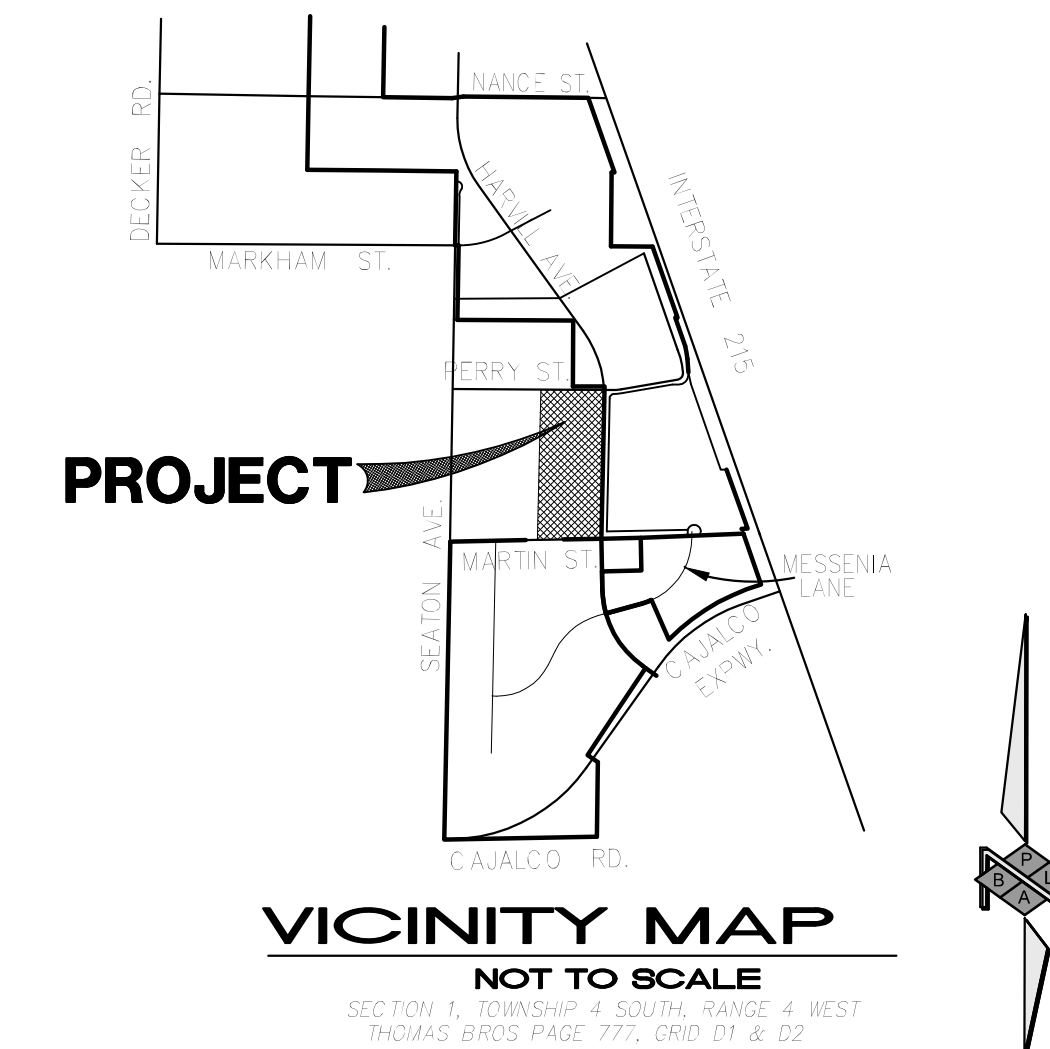 NANCE ST.
DECKER RD.
HARVILL AVE.
INTERSTATE 215
MARKHAM ST.
PERRY ST.
PROJECT
SEATON AVE.
MARTIN ST.
MESSENIA
LANE
CAJALCO
EXPWY.
CAJALCO RD.
P
B L
A
VICINITY MAP
NOT TO SCALE
SECTION 1, TOWNSHIP 4 SOUTH, RANGE 4 WEST
THOMAS BROS PAGE 777, GRID D1 & D2